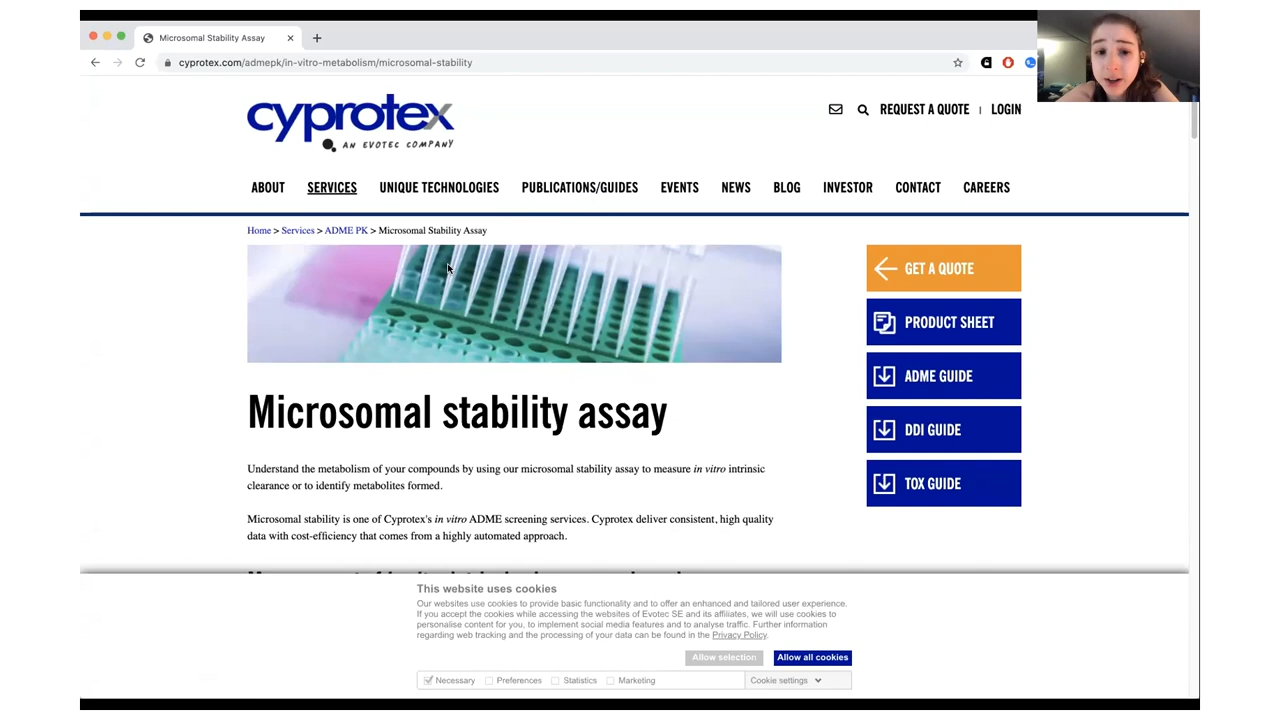 Microsomal Stability Assay
cyprotex.com/admepk/in-vitro-metabolism/microsomal-stability
cyprotex
AN EVOTEC COMPANY
REQUEST A QUOTE | LOGIN
ABOUT SERVICES UNIQUE TECHNOLOGIES PUBLICATIONS/GUIDES EVENTS NEWS BLOG INVESTOR CONTACT CAREERS
Home > Services > ADME PK > Microsomal Stability Assay
GET A QUOTE
PRODUCT SHEET
ADME GUIDE
DDI GUIDE
TOX GUIDE
Microsomal stability assay
Understand the metabolism of your compounds by using our microsomal stability assay to measure in vitro intrinsic
clearance or to identify metabolites formed.
Microsomal stability is one of Cyprotex's in vitro ADME screening services. Cyprotex deliver consistent, high quality
data with cost-efficiency that comes from a highly automated approach.
This website uses cookies
Our websites use cookies to provide basic functionality and to offer an enhanced and tailored user experience.
If you accept the cookies while accessing the websites of Evotec SE and its affiliates, we will use cookies to
personalise content for you, to implement social media features and to analyse traffic. Further information
regarding web tracking and the processing of your data can be found in the Privacy Policy.
Allow selection Allow all cookies
Necessary Preferences Statistics Marketing Cookie settings